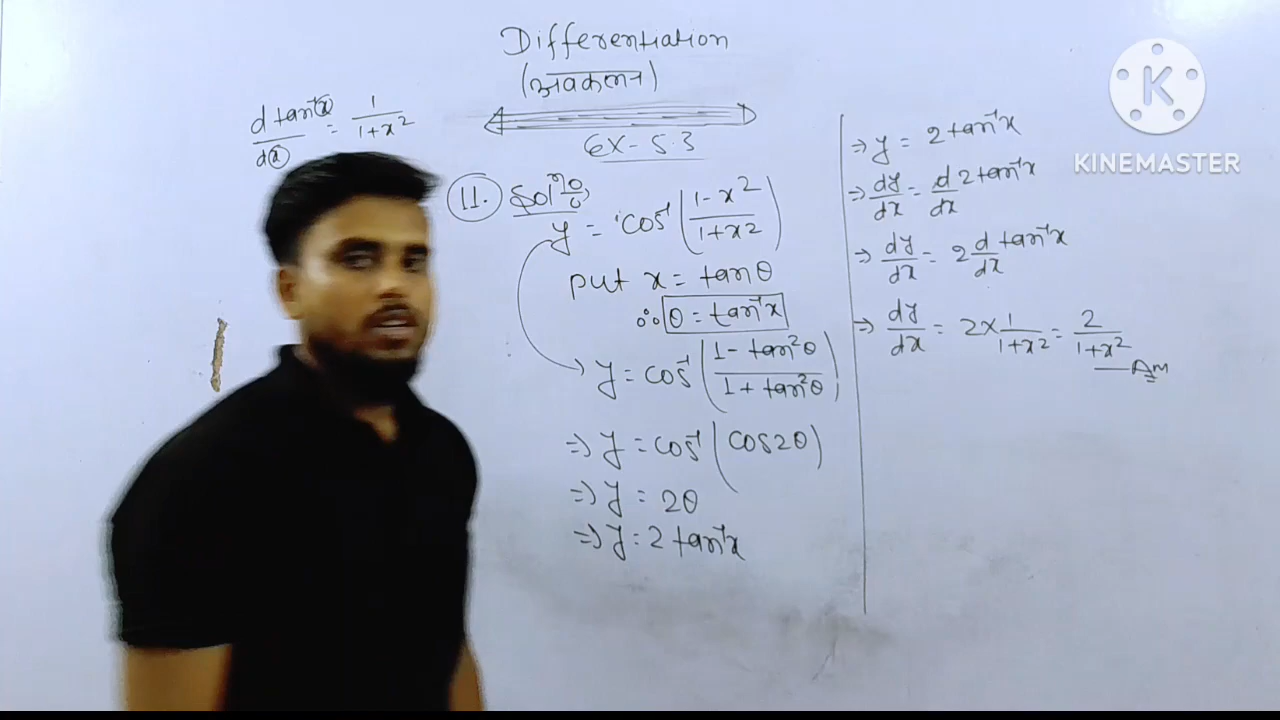 Differentiation
(अवकलन)
d tan⁻¹x/dx = 1/1+x²
Ex-5.3
11. Solⁿ
y = cos⁻¹(1-x²/1+x²)
put x = tanθ
∴ θ = tan⁻¹x
y = cos⁻¹(1-tan²θ/1+tan²θ)
⇒ y = cos⁻¹(cos2θ)
⇒ y = 2θ
⇒ y = 2 tan⁻¹x
⇒ y = 2 tan⁻¹x
⇒ dy/dx = d/dx 2 tan⁻¹x
⇒ dy/dx = 2 d/dx tan⁻¹x
⇒ dy/dx = 2 × 1/1+x² = 2/1+x²
Ans
KINEMASTER